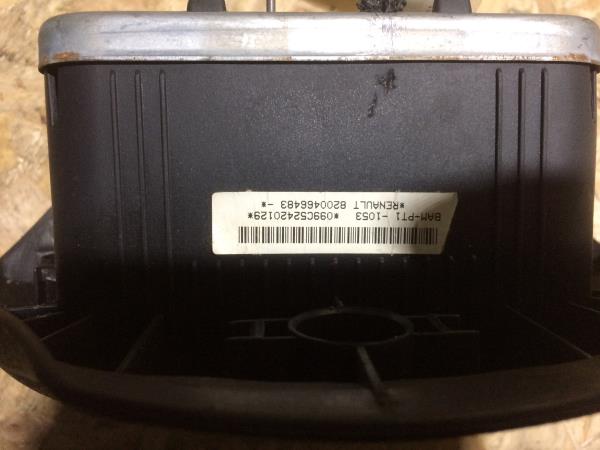 BAM-PT1 -1053 *099C52420129*
*RENAULT 8200466483 -*